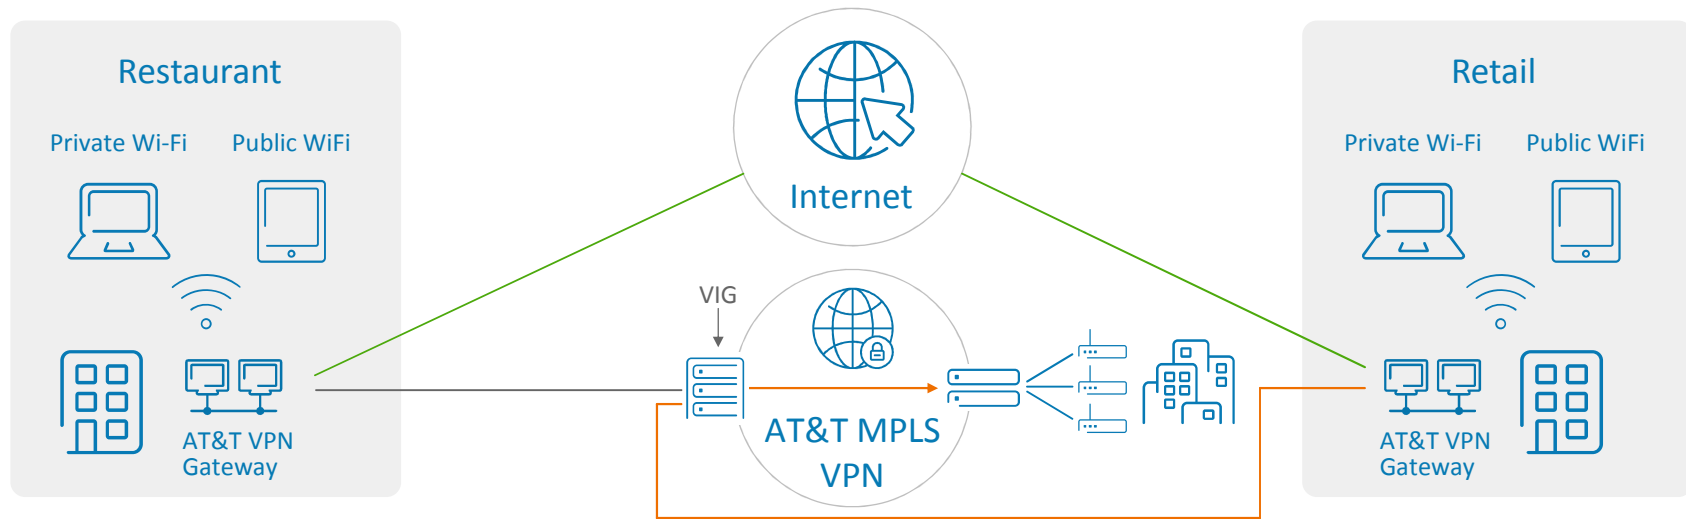 Restaurant
Private Wi-Fi
Public WiFi
AT&T VPN
Gateway
Internet
VIG
AT&T MPLS
VPN
Retail
Private Wi-Fi
Public WiFi
AT&T VPN
Gateway